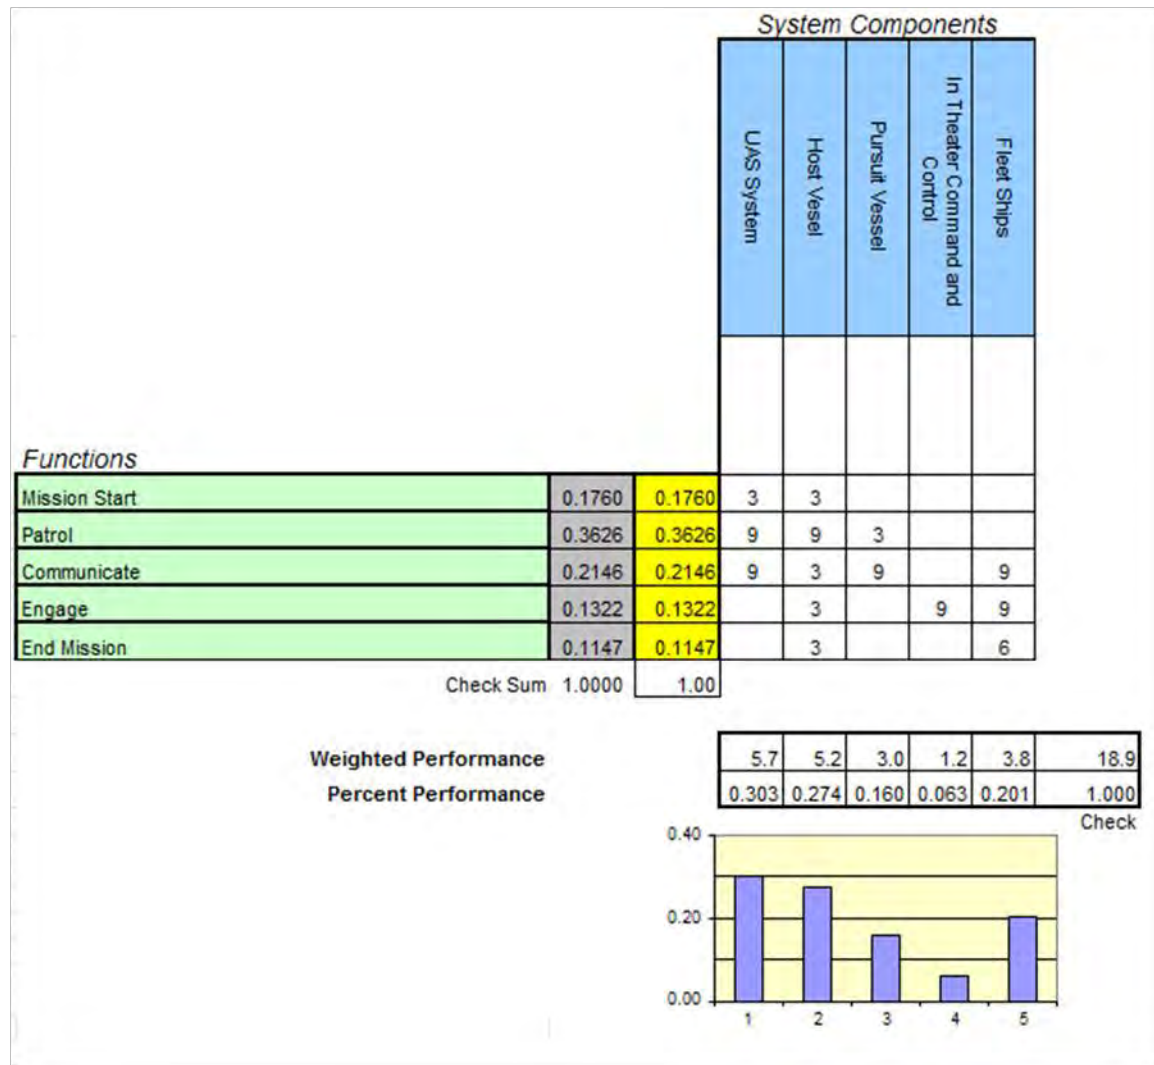 System Components
UAS System
Host Vesel
Pursuit Vessel
In Theater Command and
Control
Fleet Ships
Functions
Mission Start 0.1760 0.1760 3 3
Patrol 0.3626 0.3626 9 9 3
Communicate 0.2146 0.2146 9 3 9 9
Engage 0.1322 0.1322 3 9 9
End Mission 0.1147 0.1147 3 6
Check Sum 1.0000 1.00
Weighted Performance 5.7 5.2 3.0 1.2 3.8 18.9
Percent Performance 0.303 0.274 0.160 0.063 0.201 1.000
Check
0.40
0.20
0.00
1 2 3 4 5